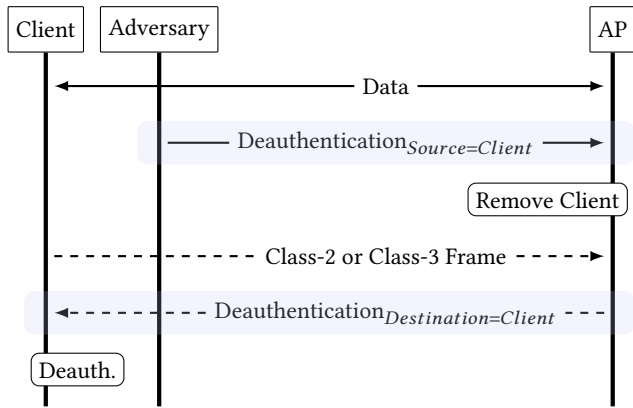 Client Adversary AP
Data
Deauthentication_Source=Client
Remove Client
Class-2 or Class-3 Frame
Deauthentication_Destination=Client
Deauth.